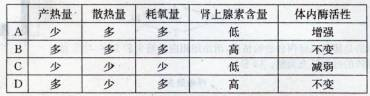 产热量 散热量 耗氧量 肾上腺素含量 体内酶活性
A 少 多 多 低 增强
B 多 多 多 高 不变
C 少 少 少 低 减弱
D 多 少 多 高 不变